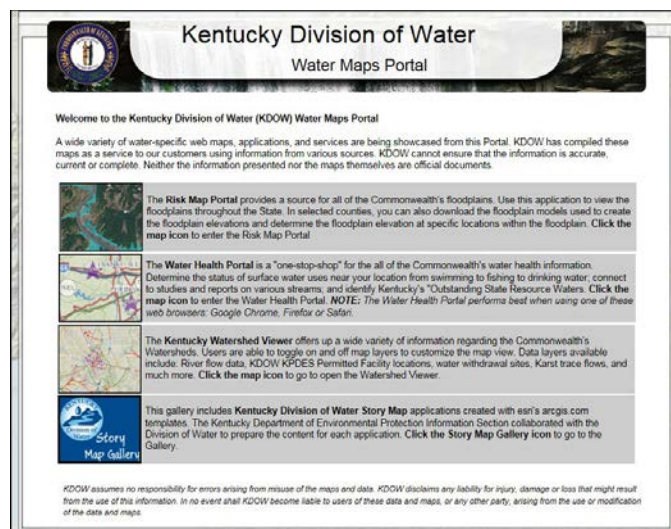 Kentucky Division of Water
Water Maps Portal
Welcome to the Kentucky Division of Water (KDOW) Water Maps Portal
A wide variety of water-specific web maps, applications, and services are being showcased from this Portal. KDOW has compiled these
maps as a service to our customers using information from various sources. KDOW cannot ensure that the information is accurate,
current or complete. Neither the information presented nor the maps themselves are official documents.
The Risk Map Portal provides a source for all of the Commonwealth's floodplains. Use this application to view the
floodplains throughout the State. In selected counties, you can also download the floodplain models used to create
the floodplain elevations and determine the floodplain elevation at specific locations within the floodplain. Click the
map icon to enter the Risk Map Portal
The Water Health Portal is a "one-stop-shop" for the all of the Commonwealth's water health information.
Determine the status of surface water uses near your location from swimming to fishing to drinking water; connect
to studies and reports on various streams; and identify Kentucky's "Outstanding State Resource Waters. Click the
map icon to enter the Water Health Portal. NOTE: The Water Health Portal performs best when using one of these
web browsers: Google Chrome, Firefox or Safari.
The Kentucky Watershed Viewer offers up a wide variety of information regarding the Commonwealth's
Watersheds. Users are able to toggle on and off map layers to customize the map view. Data layers available
include: River flow data, KDOW KPDES Permitted Facility locations, water withdrawal sites, Karst trace flows, and
much more. Click the map icon to go to open the Watershed Viewer.
Kentucky
Division of
Water
Story
Map Gallery
This gallery includes Kentucky Division of Water Story Map applications created with esri's arcgis.com
templates. The Kentucky Department of Environmental Protection Information Section collaborated with the
Division of Water to prepare the content for each application. Click the Story Map Gallery icon to go to the
Gallery.
KDOW assumes no responsibility for errors arising from misuse of the maps and data. KDOW disclaims any liability for injury, damage or loss that might result
from the use of this information. In no event shall KDOW become liable to users of these data and maps, or any other party, arising from the use or modification
of the data and maps.